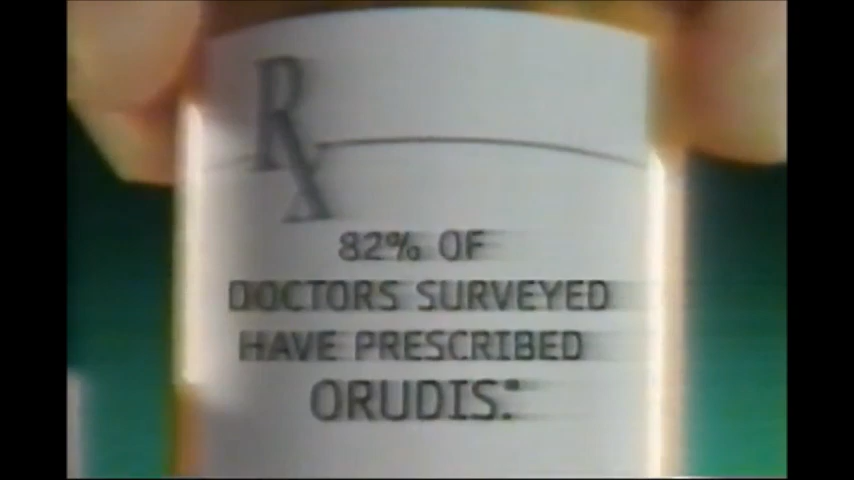 Rx
82% OF
DOCTORS SURVEYED
HAVE PRESCRIBED
ORUDIS.®